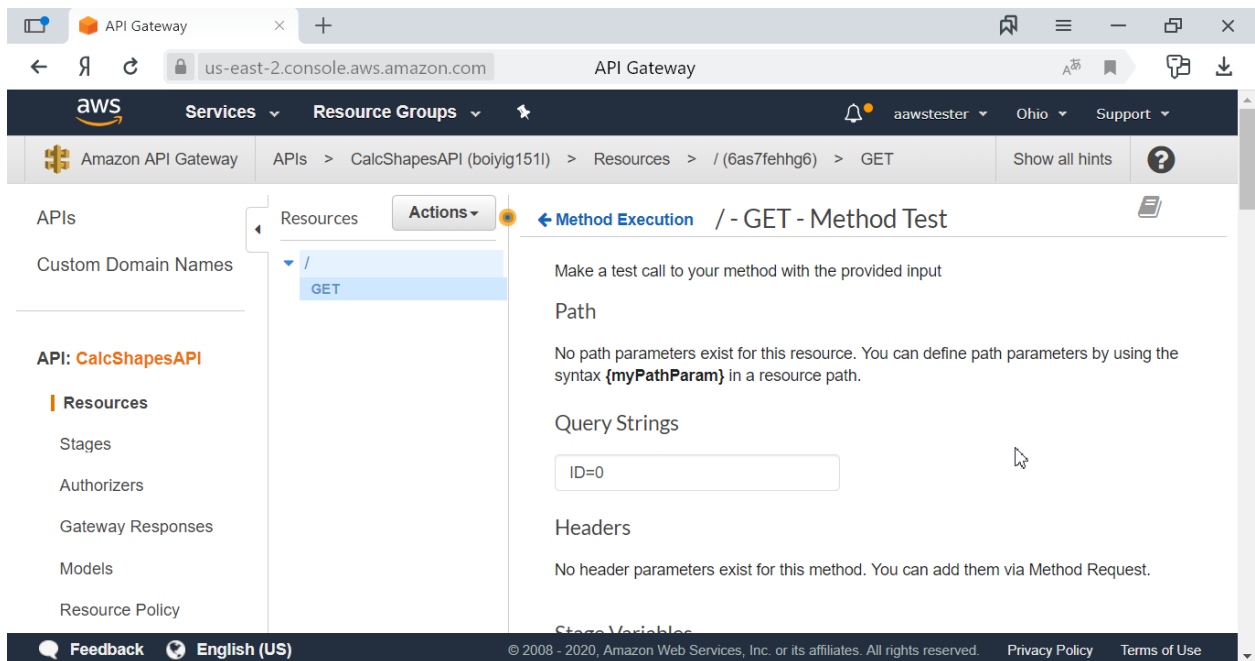 API Gateway
Я us-east-2.console.aws.amazon.com API Gateway Aあ
aws Services Resource Groups aawstester Ohio Support
Amazon API Gateway APIs > CalcShapesAPI (boiyig151l) > Resources > / (6as7fehhg6) > GET Show all hints ?
APIs
Custom Domain Names
API: CalcShapesAPI
Resources
Stages
Authorizers
Gateway Responses
Models
Resource Policy
Resources Actions
/
GET
Method Execution / - GET - Method Test
Make a test call to your method with the provided input
Path
No path parameters exist for this resource. You can define path parameters by using the
syntax {myPathParam} in a resource path.
Query Strings
ID=0
Headers
No header parameters exist for this method. You can add them via Method Request.
Stage Variables
Feedback English (US) © 2008 - 2020, Amazon Web Services, Inc. or its affiliates. All rights reserved. Privacy Policy Terms of Use